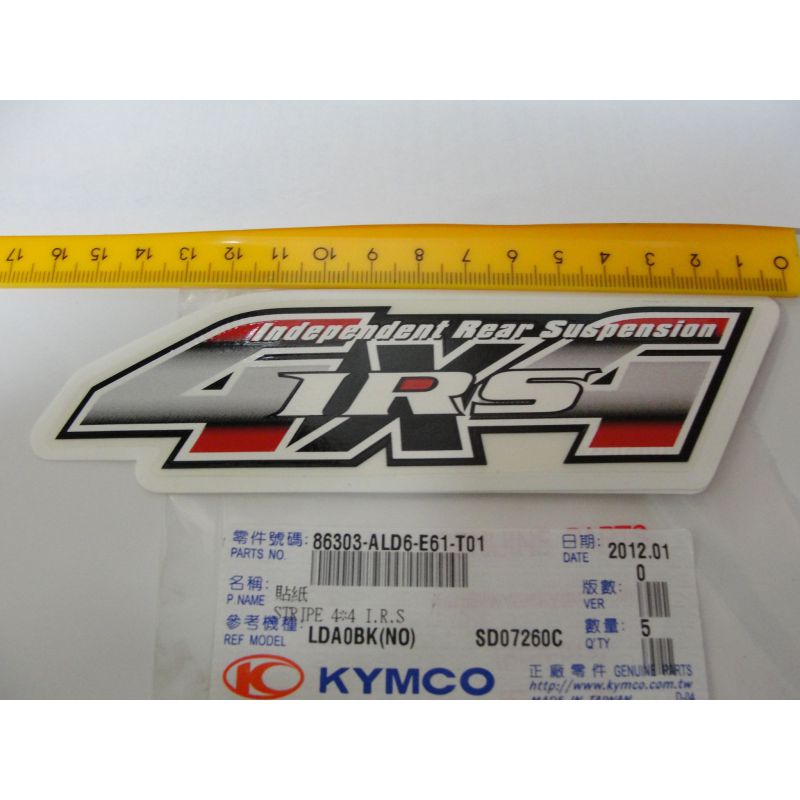 17 16 15 14 13 12 11 10 9 8 7 6 5 4 3 2 1 0
Independent Rear Suspension
4X4
IRS
零件號碼: 86303-ALD6-E61-T01
PARTS NO.
日期: 2012.01
DATE
0
名稱: 貼紙
P.NAME STRIPE 4*4 I.R.S
版數:
VER
參考機種: LDA0BK(NO) SD07260C
REF MODEL
數量: 5
Q'TY
KYMCO
正廠零件 GENUINE PARTS
http://www.kymco.com.tw
MADE IN TAIWAN D-04